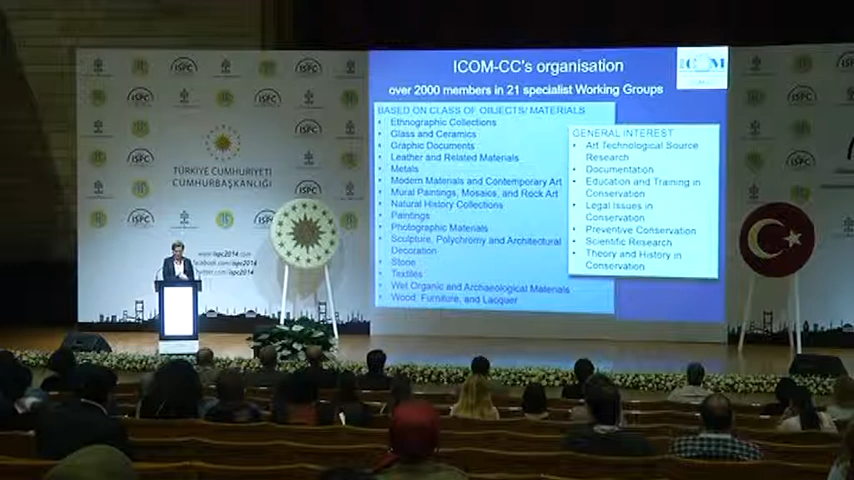 ISPC
TÜRKİYE CUMHURİYETİ
CUMHURBAŞKANLIĞI
ISPC
ICOM-CC's organisation
over 2000 members in 21 specialist Working Groups
ICOM
BASED ON CLASS OF OBJECTS/ MATERIALS
• Ethnographic Collections
• Glass and Ceramics
• Graphic Documents
• Leather and Related Materials
• Metals
• Modern Materials and Contemporary Art
• Mural Paintings, Mosaics, and Rock Art
• Natural History Collections
• Paintings
• Photographic Materials
• Sculpture, Polychromy and Architectural
Decoration
• Stone
• Textiles
• Wet Organic and Archaeological Materials
• Wood, Furniture, and Lacquer
GENERAL INTEREST
• Art Technological Source
Research
• Documentation
• Education and Training in
Conservation
• Legal Issues in
Conservation
• Preventive Conservation
• Scientific Research
• Theory and History in
Conservation